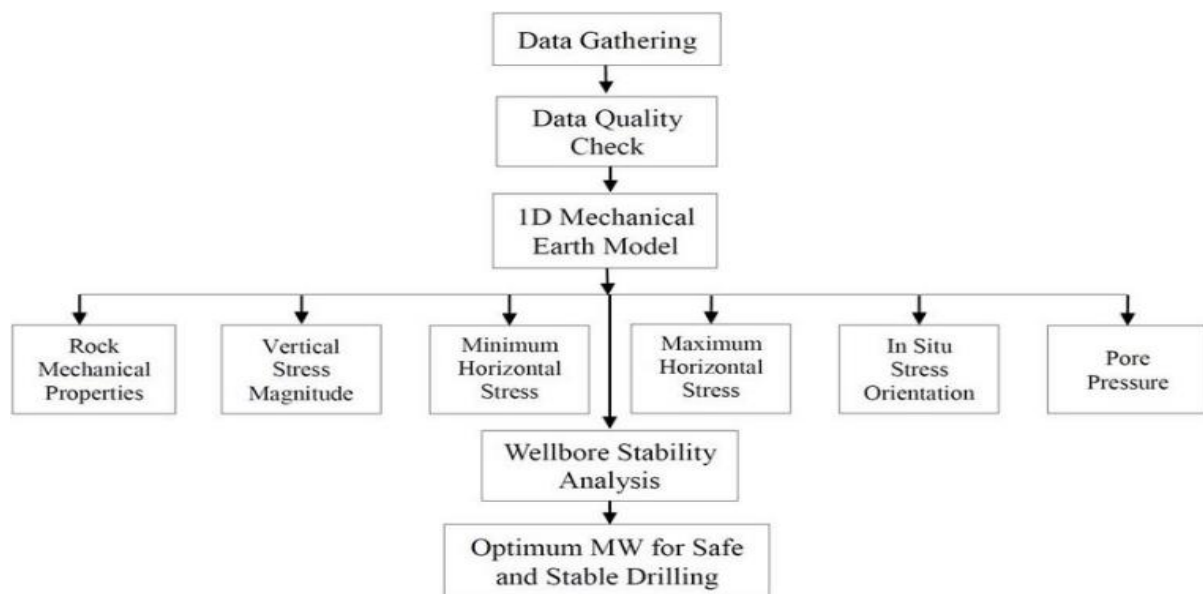 Data Gathering
Data Quality
Check
1D Mechanical
Earth Model
Rock
Mechanical
Properties
Vertical
Stress
Magnitude
Minimum
Horizontal
Stress
Maximum
Horizontal
Stress
In Situ
Stress
Orientation
Pore
Pressure
Wellbore Stability
Analysis
Optimum MW for Safe
and Stable Drilling